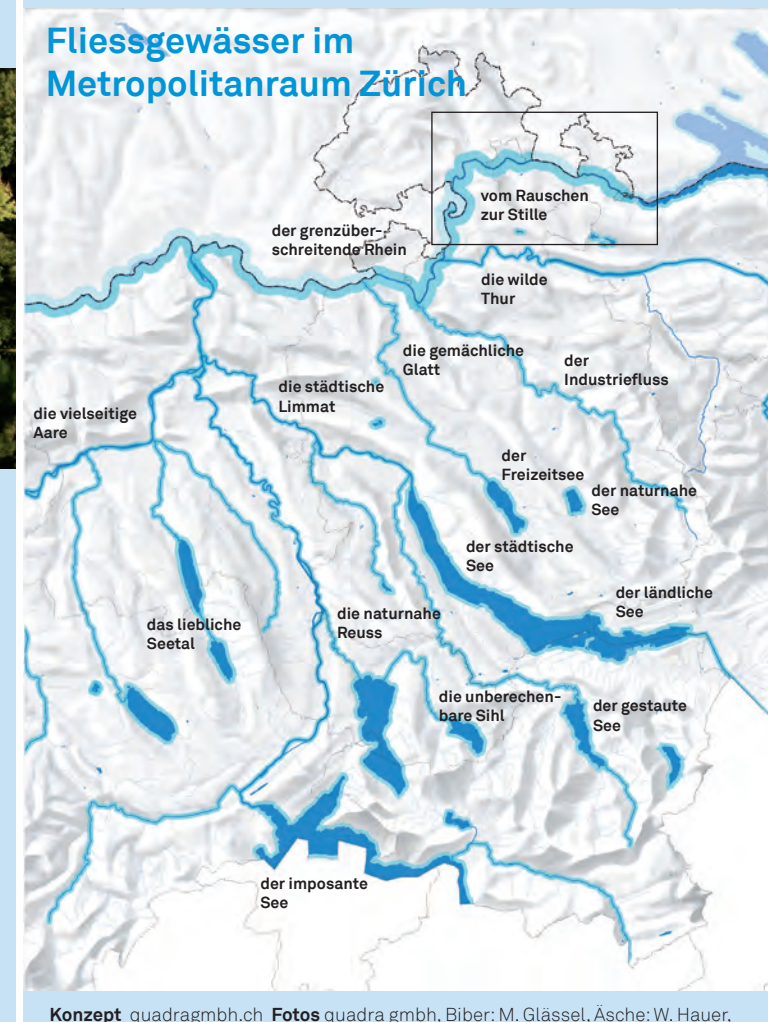 Fliessgewässer im
Metropolitanraum Zürich
vom Rauschen
zur Stille
der grenzüber-
schreitende Rhein
die wilde
Thur
die gemächliche
Glatt
der
Industriefluss
die städtische
Limmat
die vielseitige
Aare
der
Freizeitsee
der naturnahe
See
der städtische
See
der ländliche
See
das liebliche
Seetal
die naturnahe
Reuss
die unberechen-
bare Sihl
der gestaute
See
der imposante
See
Konzept quadragmbh.ch Fotos quadra gmbh, Biber: M. Glässel, Äsche: W. Hauer,